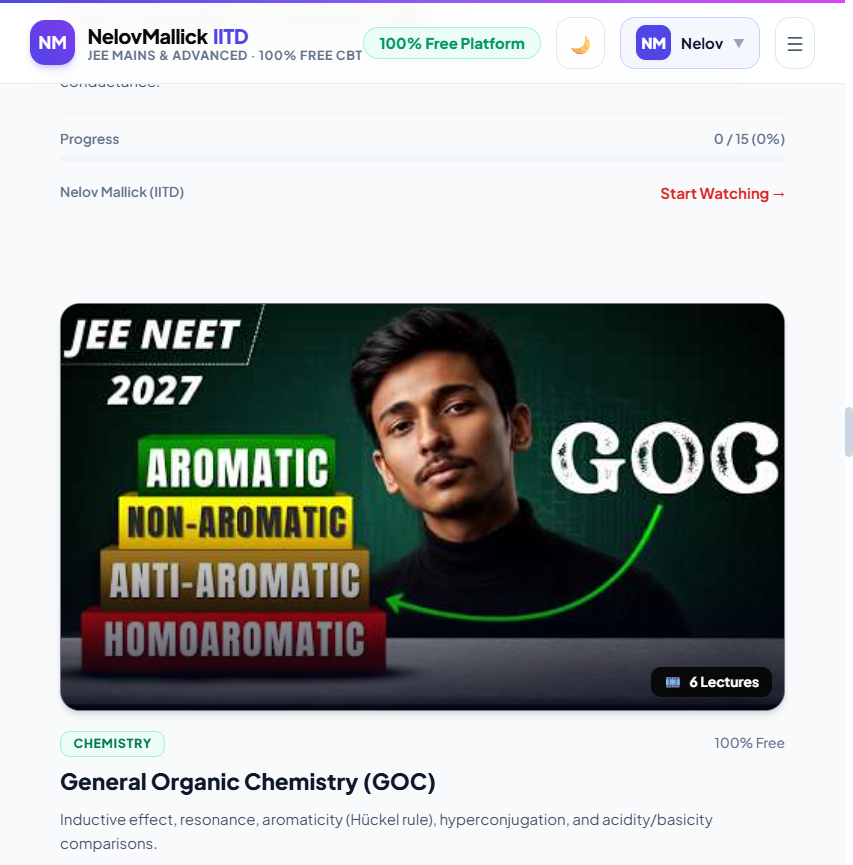 NM
NelovMallick IITD
JEE MAINS & ADVANCED · 100% FREE CBT
100% Free Platform
NM Nelov ▼
conductance.
Progress 0 / 15 (0%)
Nelov Mallick (IITD) Start Watching →
JEE NEET
2027
AROMATIC
NON-AROMATIC
ANTI-AROMATIC
HOMOAROMATIC
GOC
6 Lectures
CHEMISTRY 100% Free
General Organic Chemistry (GOC)
Inductive effect, resonance, aromaticity (Hückel rule), hyperconjugation, and acidity/basicity
comparisons.